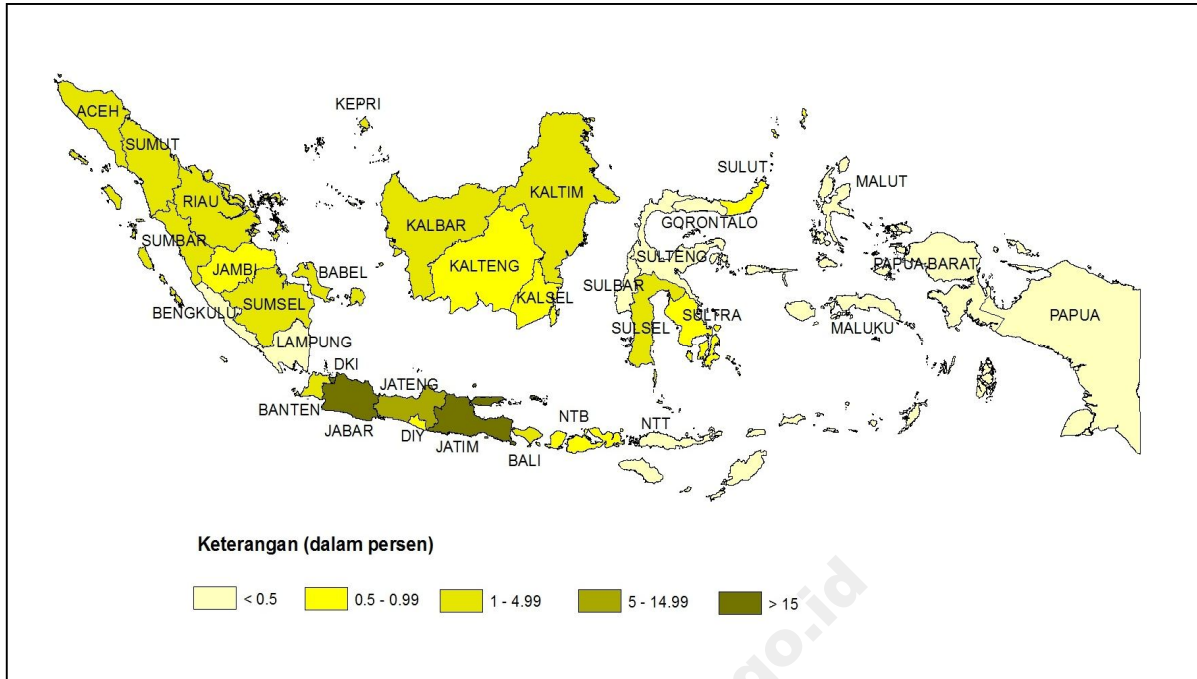 KEPRI
ACEH
SUMUT
SULUT
MALUT
RIAU
KALTIM
KALBAR
GORONTALO
SUMBAR
SULTENG
PAPUA BARAT
JAMBI
BABEL
KALTENG
SULBAR
KALSEL
SUMSEL
BENGKULU
SULTRA
PAPUA
SULSEL
MALUKU
LAMPUNG
DKI
JATENG
BANTEN
NTB
NTT
JABAR
DIY
JATIM
BALI
Keterangan (dalam persen)
< 0.5 0.5 - 0.99 1 - 4.99 5 - 14.99 > 15
go.id